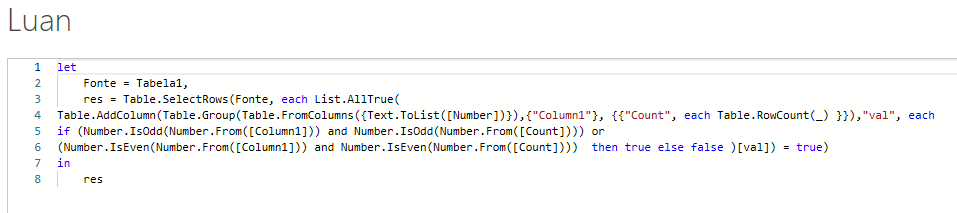 Luan
1 let
2 Fonte = Tabela1,
3 res = Table.SelectRows(Fonte, each List.AllTrue(
4 Table.AddColumn(Table.Group(Table.FromColumns({Text.ToList([Number])}),{"Column1"}, {{"Count", each Table.RowCount(_) }}),"val", each
5 if (Number.IsOdd(Number.From([Column1])) and Number.IsOdd(Number.From([Count]))) or
6 (Number.IsEven(Number.From([Column1])) and Number.IsEven(Number.From([Count])))  then true else false )[val]) = true)
7 in
8 res